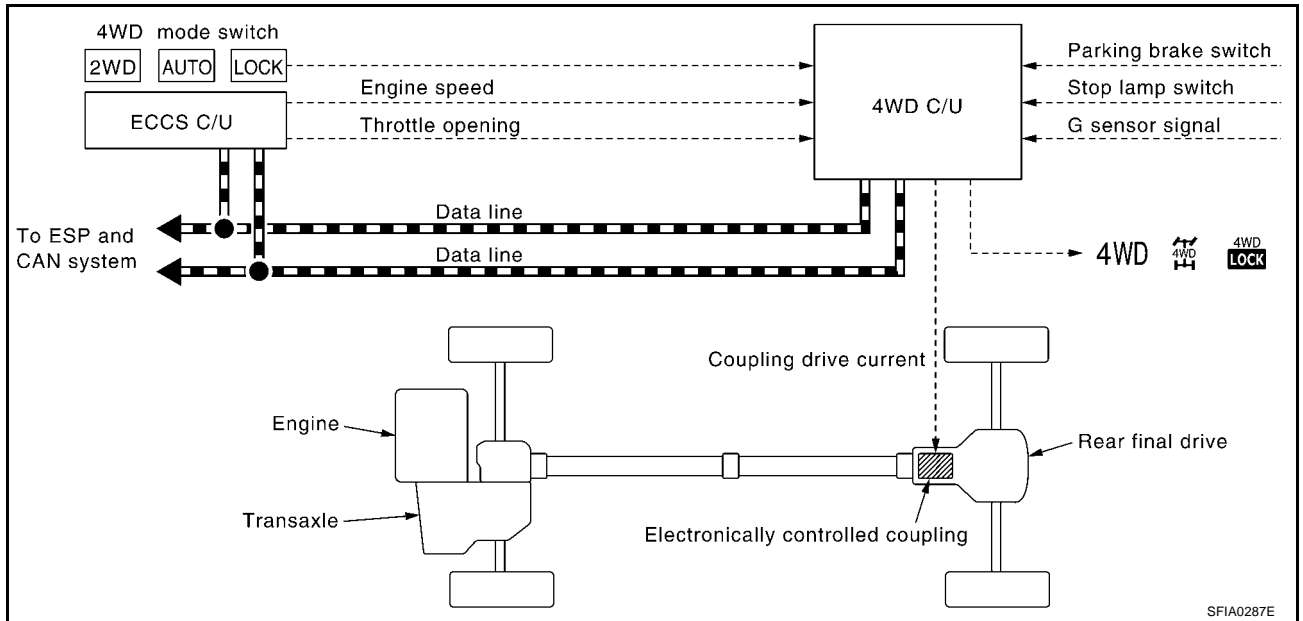 4WD mode switch
2WD AUTO LOCK
ECCS C/U
Engine speed
Throttle opening
4WD C/U
Parking brake switch
Stop lamp switch
G sensor signal
Data line
Data line
To ESP and
CAN system
4WD
4WD
4WD
LOCK
Coupling drive current
Engine
Transaxle
Rear final drive
Electronically controlled coupling
SFIA0287E